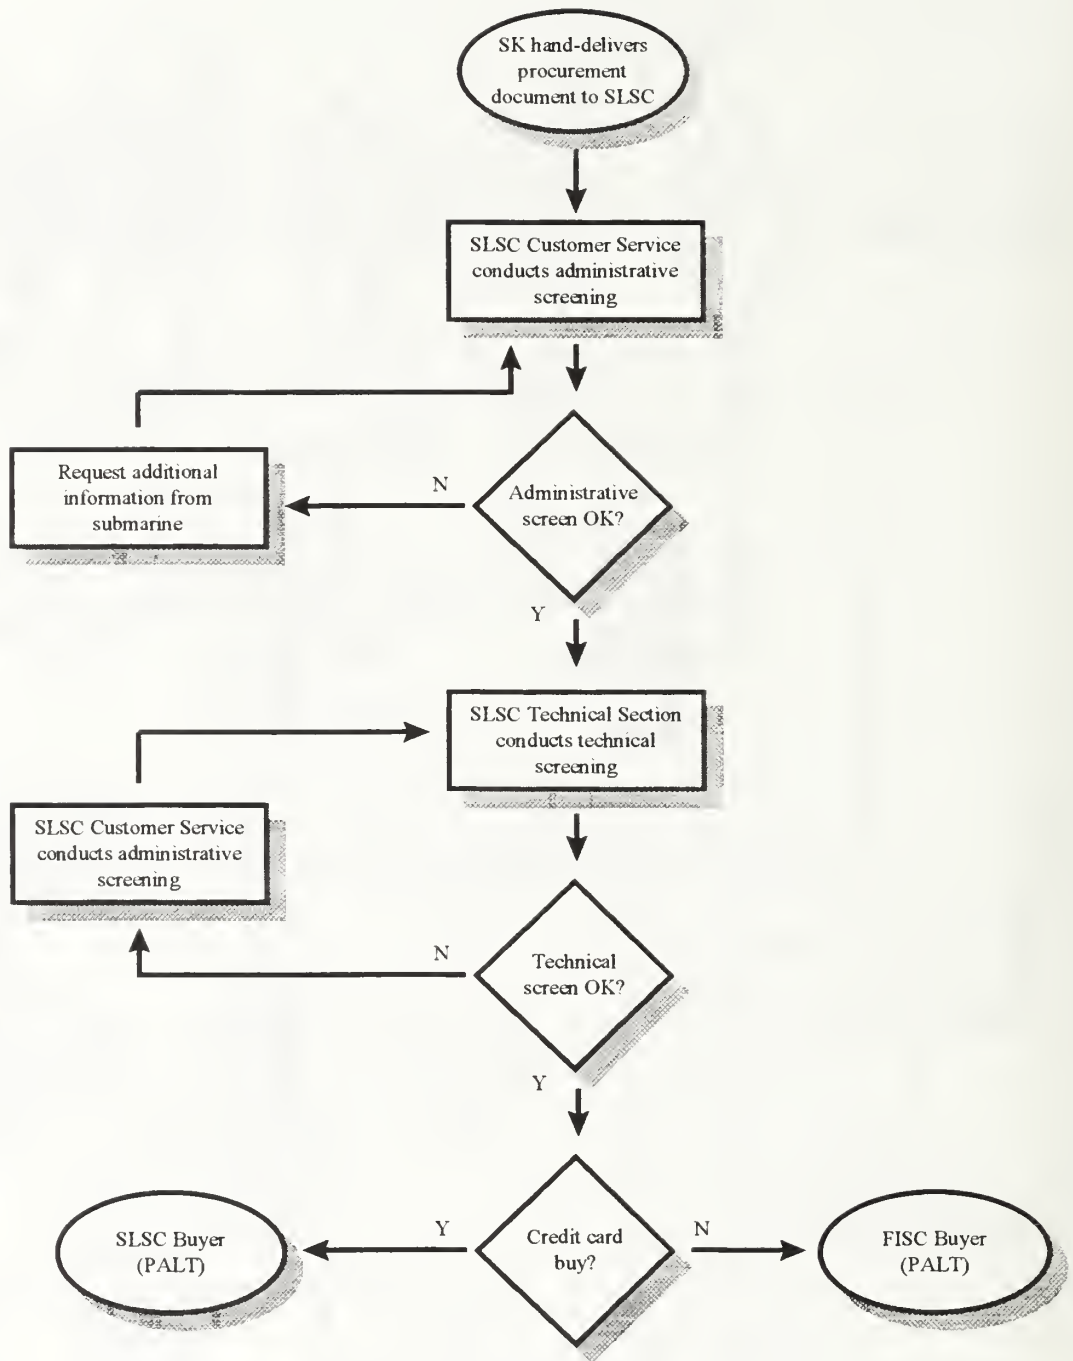 SK hand-delivers
procurement
document to SLSC
SLSC Customer Service
conducts administrative
screening
Request additional
information from
submarine
N
Administrative
screen OK?
Y
SLSC Technical Section
conducts technical
screening
SLSC Customer Service
conducts administrative
screening
N
Technical
screen OK?
Y
SLSC Buyer
(PALT)
Y
Credit card
buy?
N
FISC Buyer
(PALT)